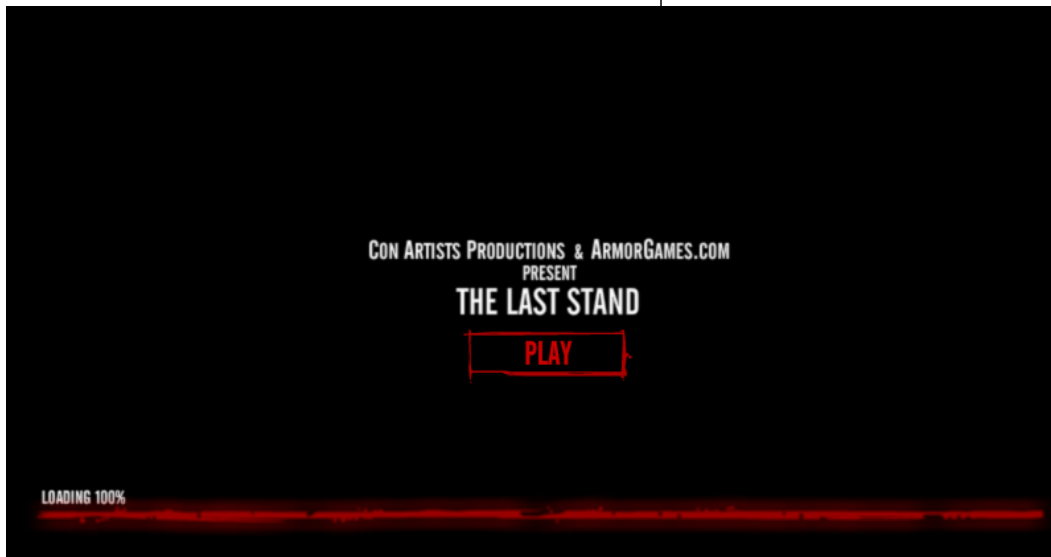 Con Artists Productions & ArmorGames.com
PRESENT
THE LAST STAND
PLAY
LOADING 100%